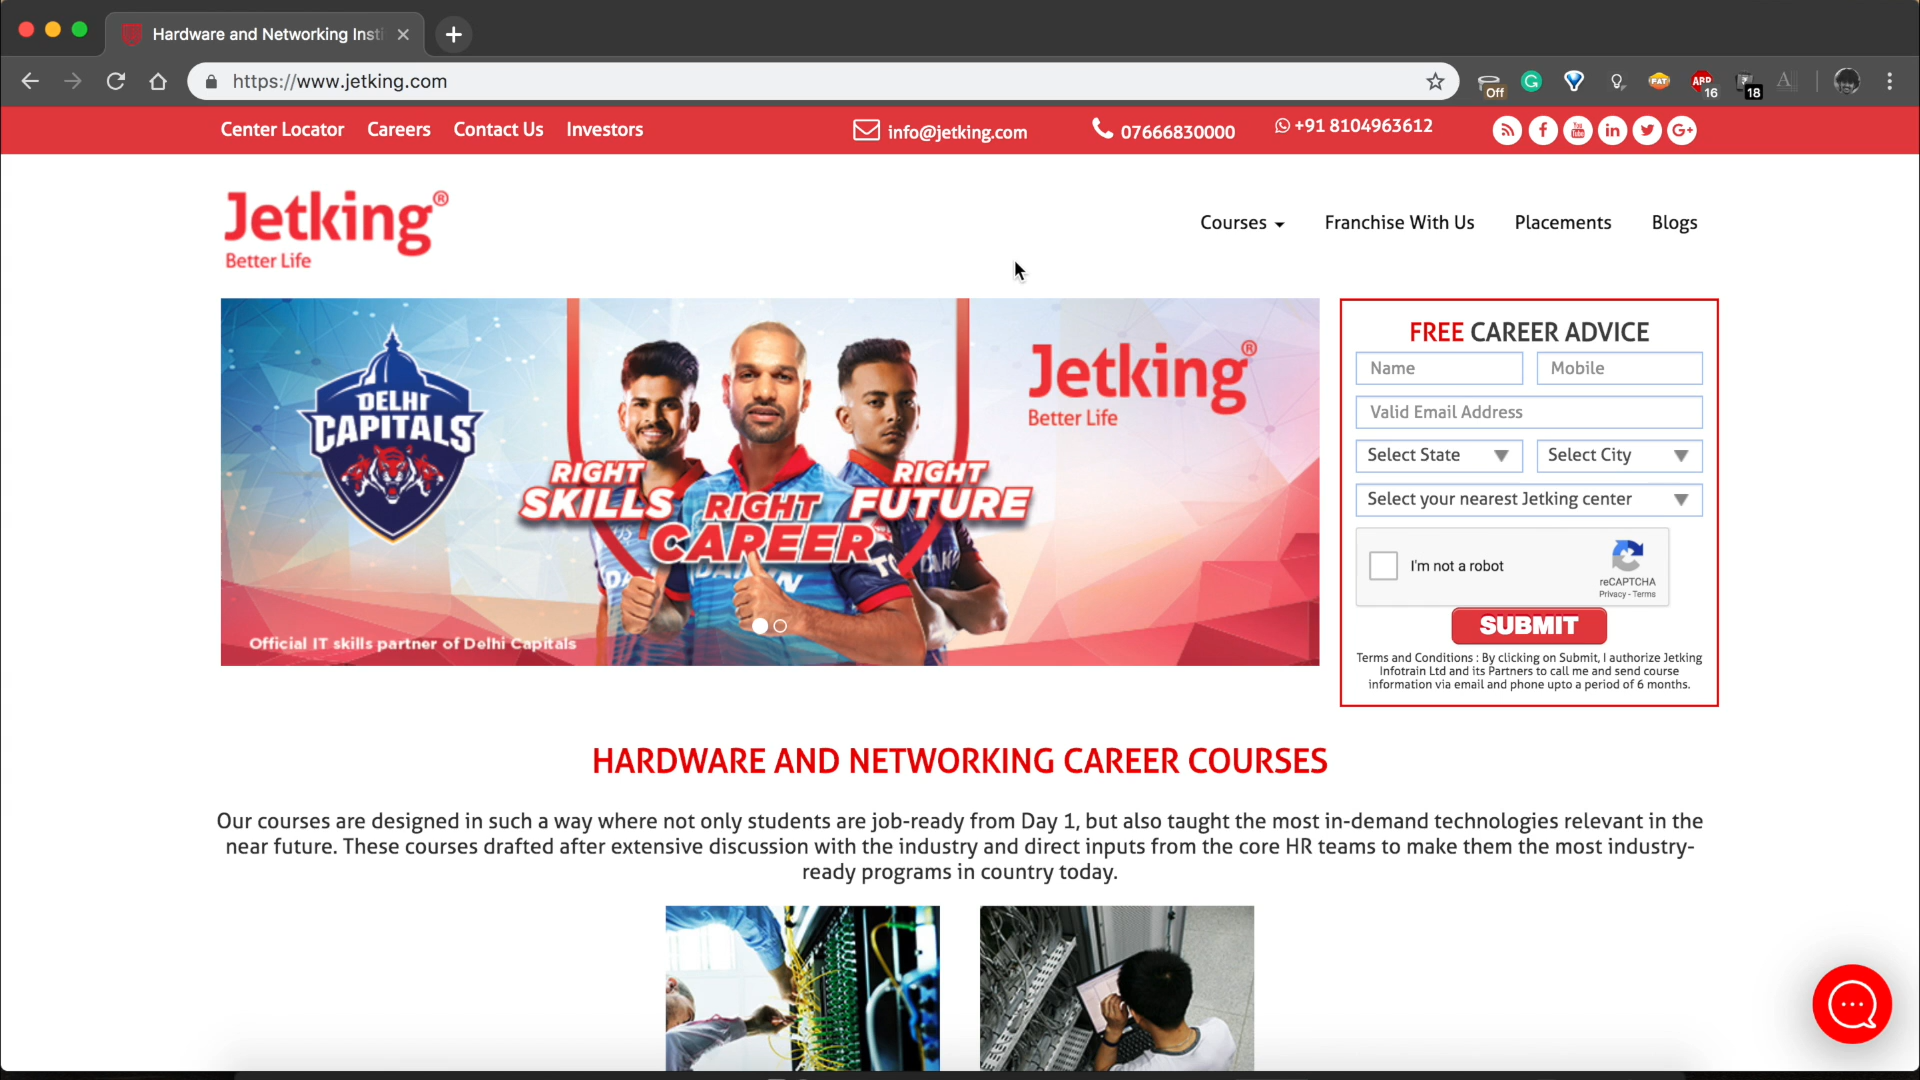 Hardware and Networking Insti
https://www.jetking.com
Off
FAT
ABP
16
18
A
Center Locator Careers Contact Us Investors
info@jetking.com
07666830000
+91 8104963612
You
Tube
in
G+
Jetking®
Better Life
Courses
Franchise With Us
Placements
Blogs
DELHI
CAPITALS
RIGHT
SKILLS
RIGHT
CAREER
RIGHT
FUTURE
Jetking®
Better Life
Official IT skills partner of Delhi Capitals
FREE CAREER ADVICE
Name
Mobile
Valid Email Address
Select State
Select City
Select your nearest Jetking center
I'm not a robot
reCAPTCHA
Privacy - Terms
SUBMIT
Terms and Conditions : By clicking on Submit, I authorize Jetking
Infotrain Ltd and its Partners to call me and send course
information via email and phone upto a period of 6 months.
HARDWARE AND NETWORKING CAREER COURSES
Our courses are designed in such a way where not only students are job-ready from Day 1, but also taught the most in-demand technologies relevant in the
near future. These courses drafted after extensive discussion with the industry and direct inputs from the core HR teams to make them the most industry-
ready programs in country today.